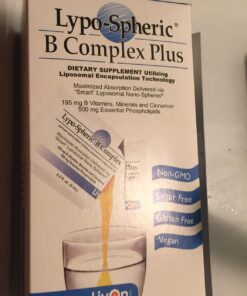 Lypo-Spheric®
B Complex Plus
DIETARY SUPPLEMENT Utilizing
Liposomal Encapsulation Technology
Maximized Absorption Delivered via
"Smart" Lyposomal Nano-Spheres®
195 mg B Vitamins, Minerals and Cinnamon
500 mg Essential Phospholipids
Lypo-Spheric B Complex
Plus
Non-GMO
Sugar Free
Gluten Free
Vegan
LivOn